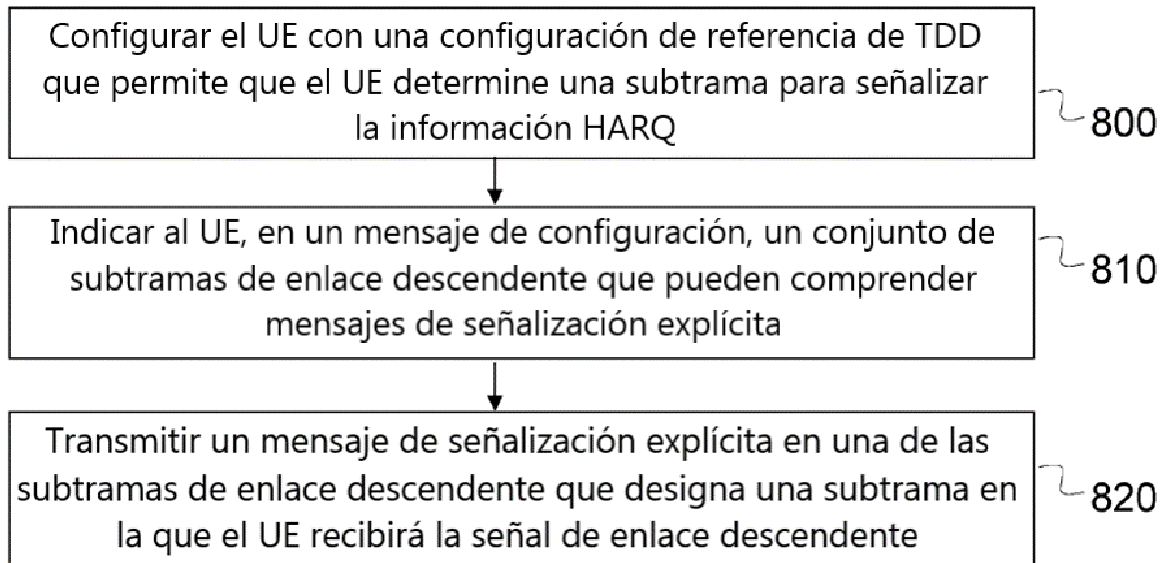 Configurar el UE con una configuración de referencia de TDD
que permite que el UE determine una subtrama para señalizar
la información HARQ
800
Indicar al UE, en un mensaje de configuración, un conjunto de
subtramas de enlace descendente que pueden comprender
mensajes de señalización explícita
810
Transmitir un mensaje de señalización explícita en una de las
subtramas de enlace descendente que designa una subtrama en
la que el UE recibirá la señal de enlace descendente
820